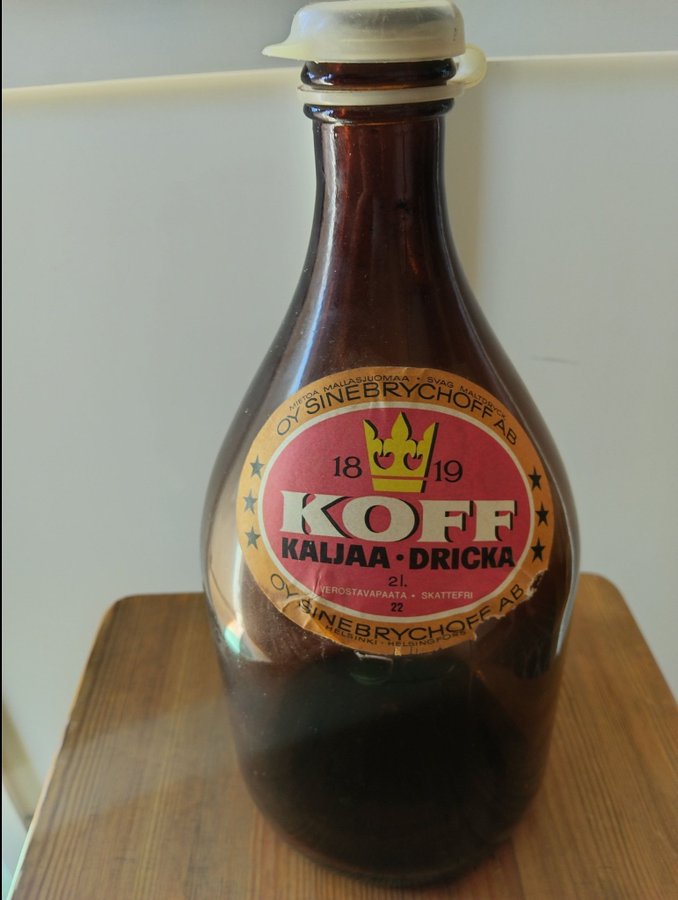 MIETOA MALLASJUOMAA • SVAG MALTDRYCK
OY SINEBRYCHOFF AB
18 19
KOFF
KALJAA • DRICKA
2 l.
VEROSTAVAPAATA • SKATTEFRI
22
OY SINEBRYCHOFF AB
HELSINKI • HELSINGFORS